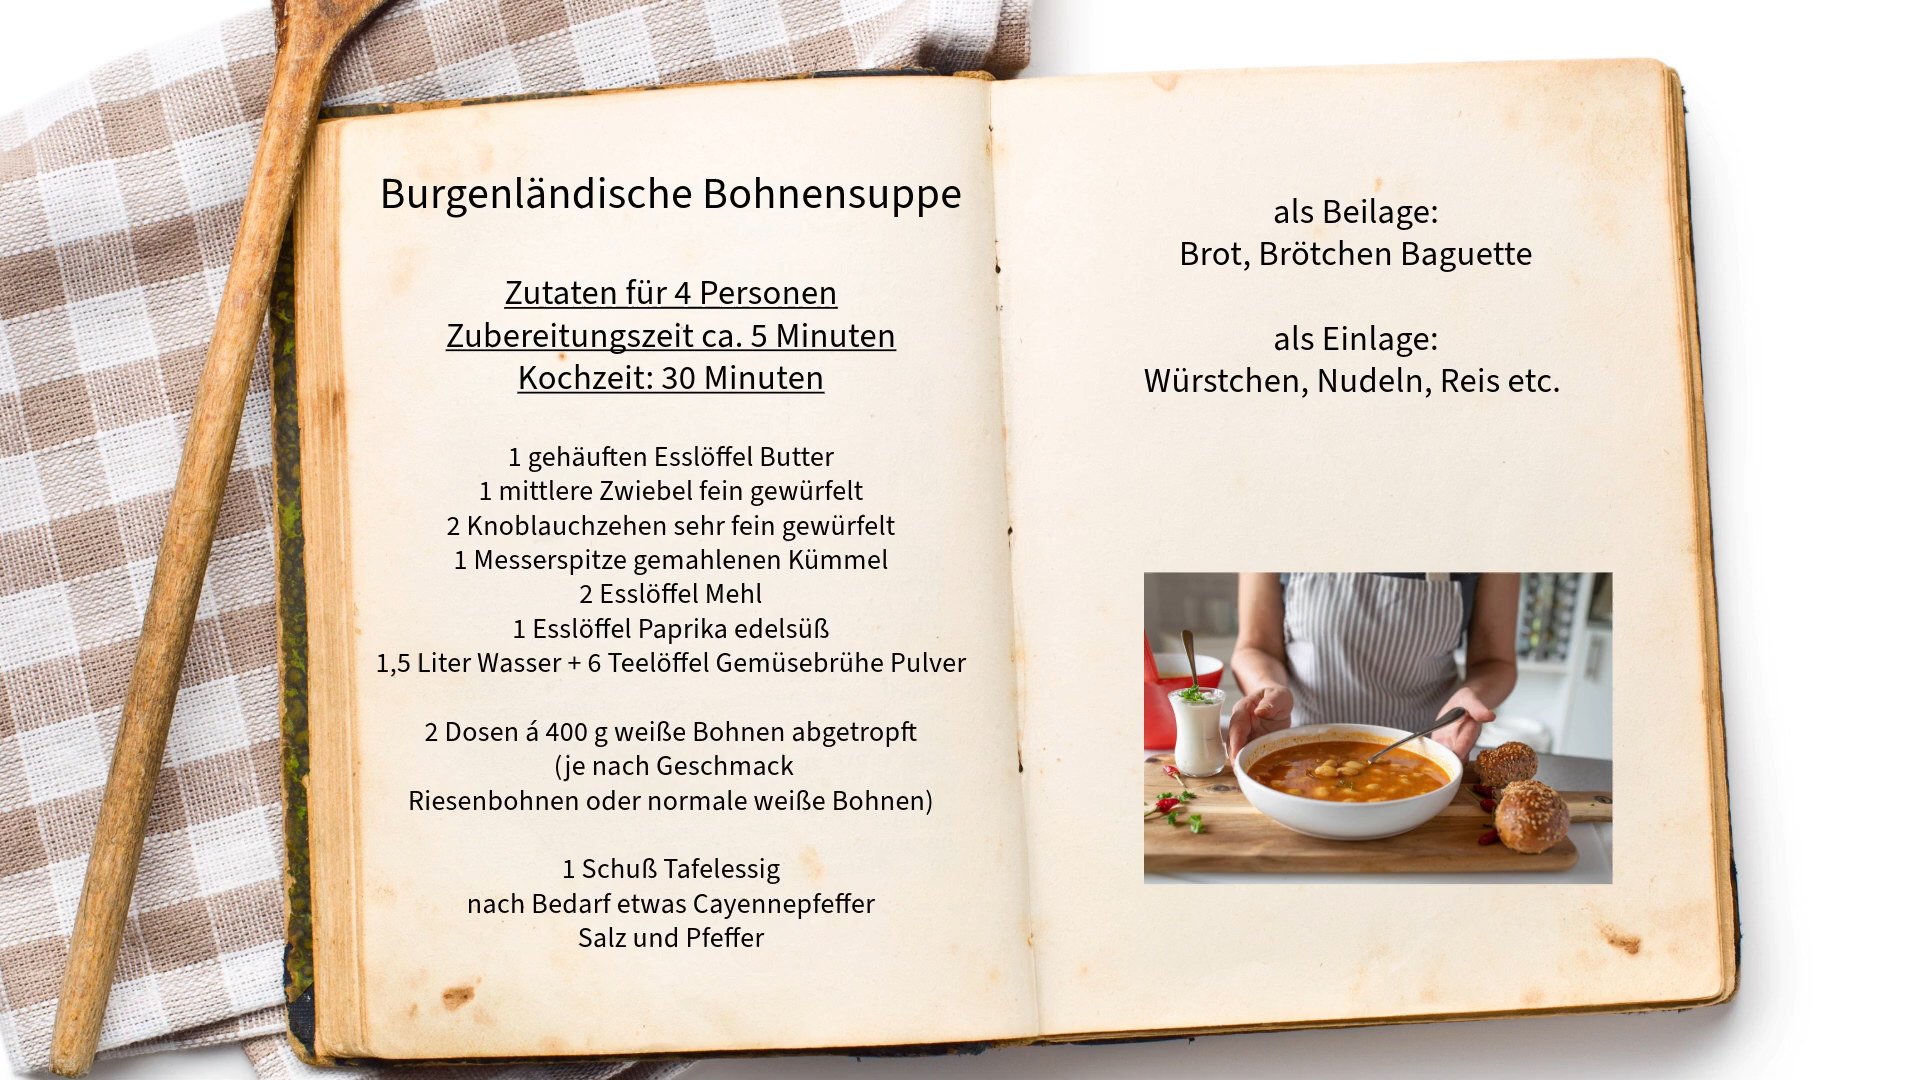 Burgenländische Bohnensuppe
Zutaten für 4 Personen
Zubereitungszeit ca. 5 Minuten
Kochzeit: 30 Minuten
1 gehäuften Esslöffel Butter
1 mittlere Zwiebel fein gewürfelt
2 Knoblauchzehen sehr fein gewürfelt
1 Messerspitze gemahlenen Kümmel
2 Esslöffel Mehl
1 Esslöffel Paprika edelsüß
1,5 Liter Wasser + 6 Teelöffel Gemüsebrühe Pulver
2 Dosen á 400 g weiße Bohnen abgetropft
(je nach Geschmack
Riesenbohnen oder normale weiße Bohnen)
1 Schuß Tafelessig
nach Bedarf etwas Cayennepfeffer
Salz und Pfeffer
als Beilage:
Brot, Brötchen Baguette
als Einlage:
Würstchen, Nudeln, Reis etc.